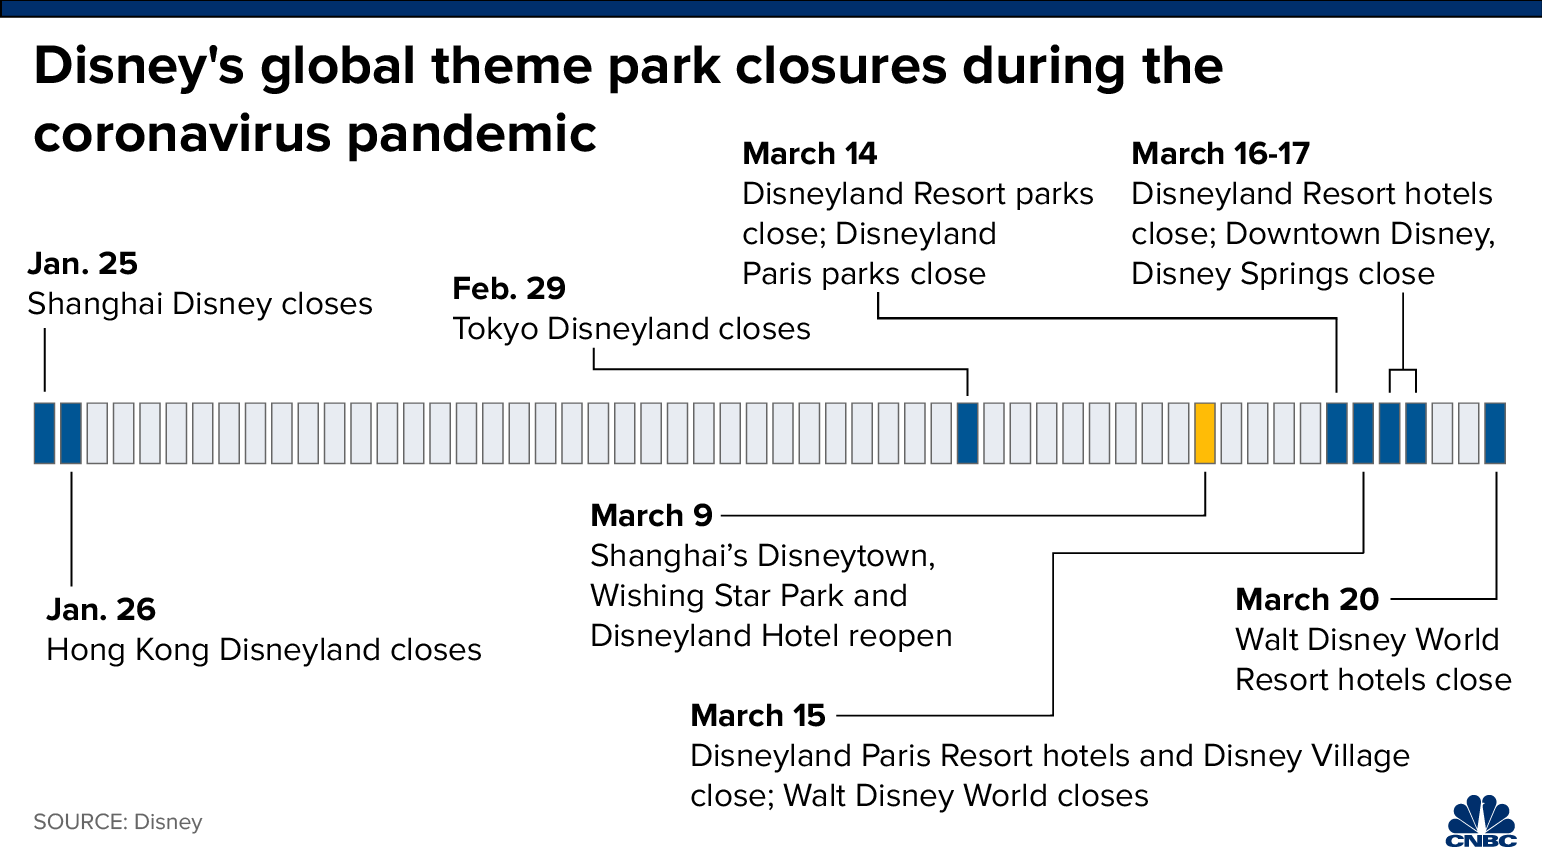 Disney's global theme park closures during the
coronavirus pandemic
March 14
Disneyland Resort parks
close; Disneyland
Paris parks close
March 16-17
Disneyland Resort hotels
close; Downtown Disney,
Disney Springs close
Jan. 25
Shanghai Disney closes
Feb. 29
Tokyo Disneyland closes
March 9
Shanghai’s Disneytown,
Wishing Star Park and
Disneyland Hotel reopen
Jan. 26
Hong Kong Disneyland closes
March 20
Walt Disney World
Resort hotels close
March 15
Disneyland Paris Resort hotels and Disney Village
close; Walt Disney World closes
SOURCE: Disney
CNBC